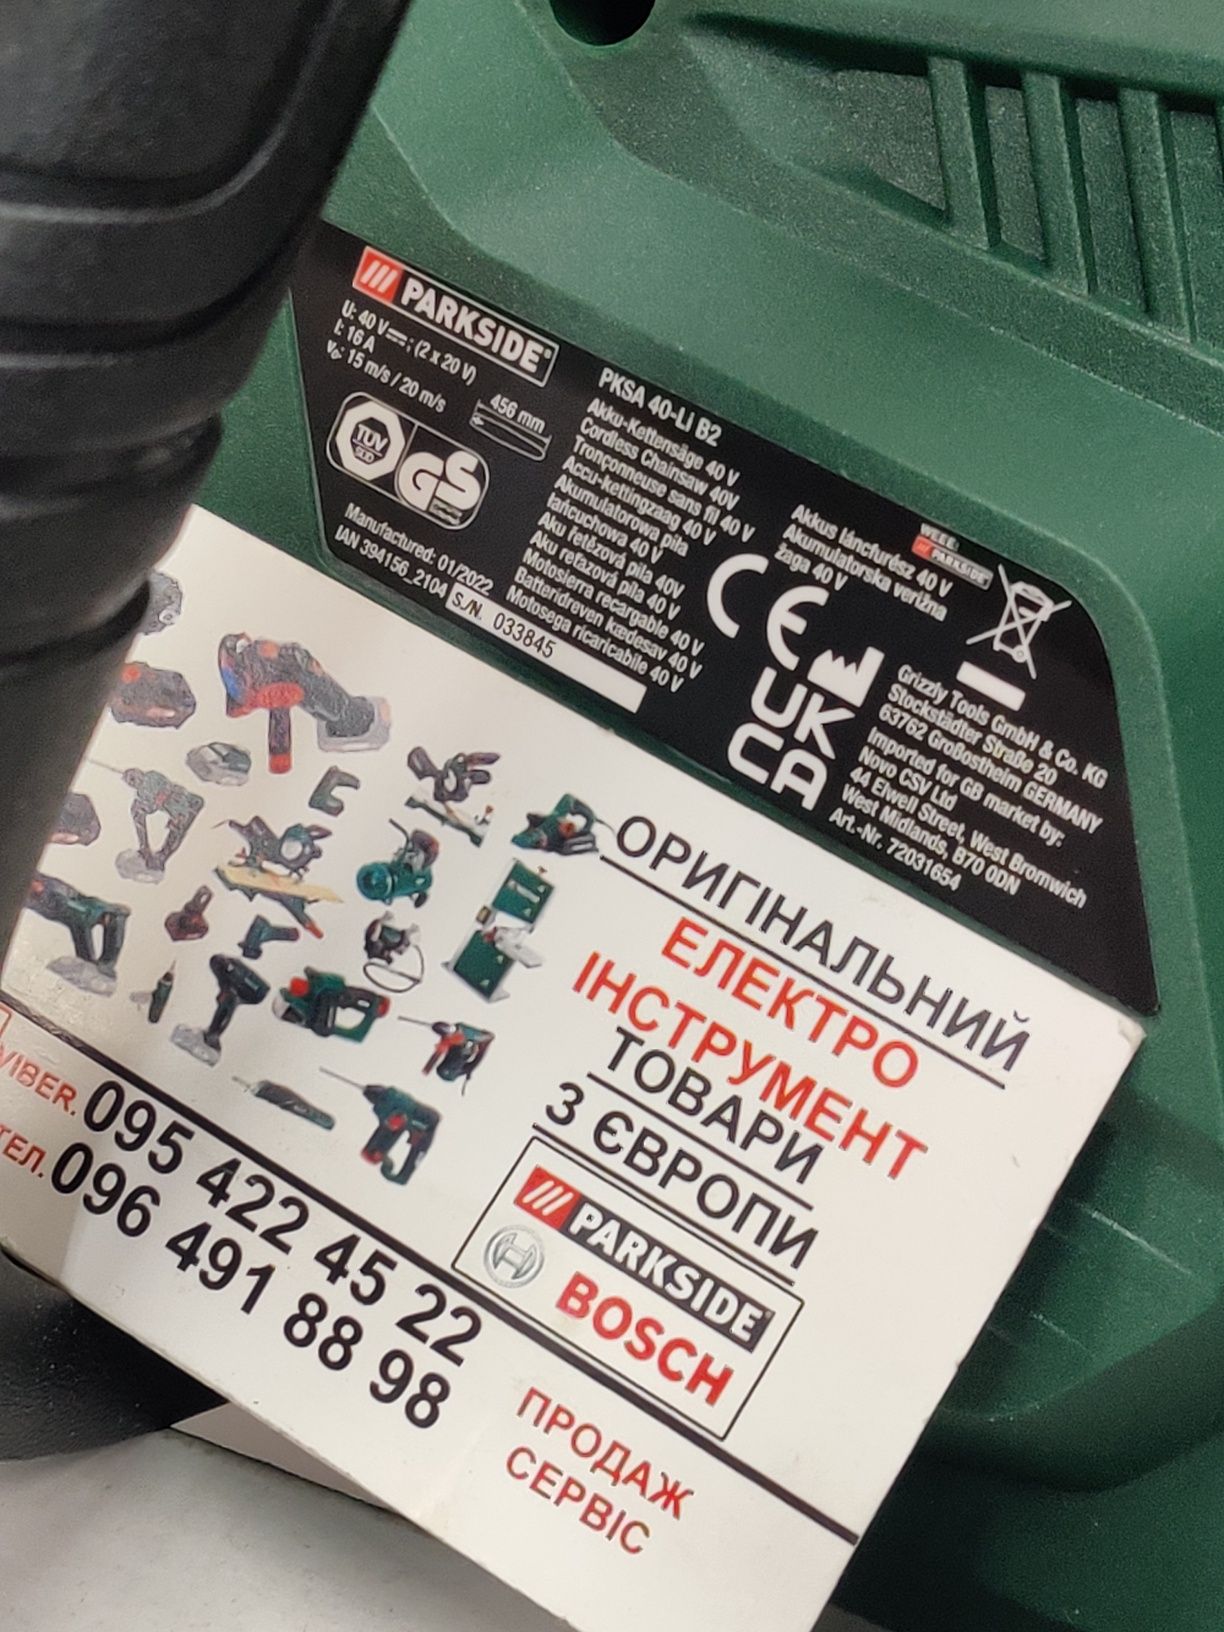 PARKSIDE®
U: 40 V ; (2 x 20 V)
I: 16 A
v₀: 15 m/s / 20 m/s
456 mm
TÜV
SÜD
GS
Manufactured: 01/2022
IAN 394156_2104
S./N. 033845
PKSA 40-Li B2
Akku-Kettensäge 40 V
Cordless Chainsaw 40V
Tronçonneuse sans fil 40 V
Accu-kettingzaag 40 V
Akumulatorowa piła
łańcuchowa 40 V
Aku řetězová pila 40V
Aku reťazová píla 40 V
Motosierra recargable 40 V
Batteridreven kædesav 40 V
Motosega ricaricabile 40 V
Akkus láncfűrész 40 V
Akumulatorska verižna
žaga 40 V
CE
UK
CA
WEEE
PARKSIDE®
Grizzly Tools GmbH & Co. KG
Stockstädter Straße 20
63762 Großostheim GERMANY
Imported for GB market by:
Novo CSV Ltd
44 Elwell Street, West Bromwich
West Midlands, B70 0DN
Art.-Nr. 72031654
ОРИГІНАЛЬНИЙ
ЕЛЕКТРО
ІНСТРУМЕНТ
ТОВАРИ
З ЄВРОПИ
PARKSIDE
BOSCH
VIBER. 095 422 45 22
ТЕЛ. 096 491 88 98
ПРОДАЖ
СЕРВІС